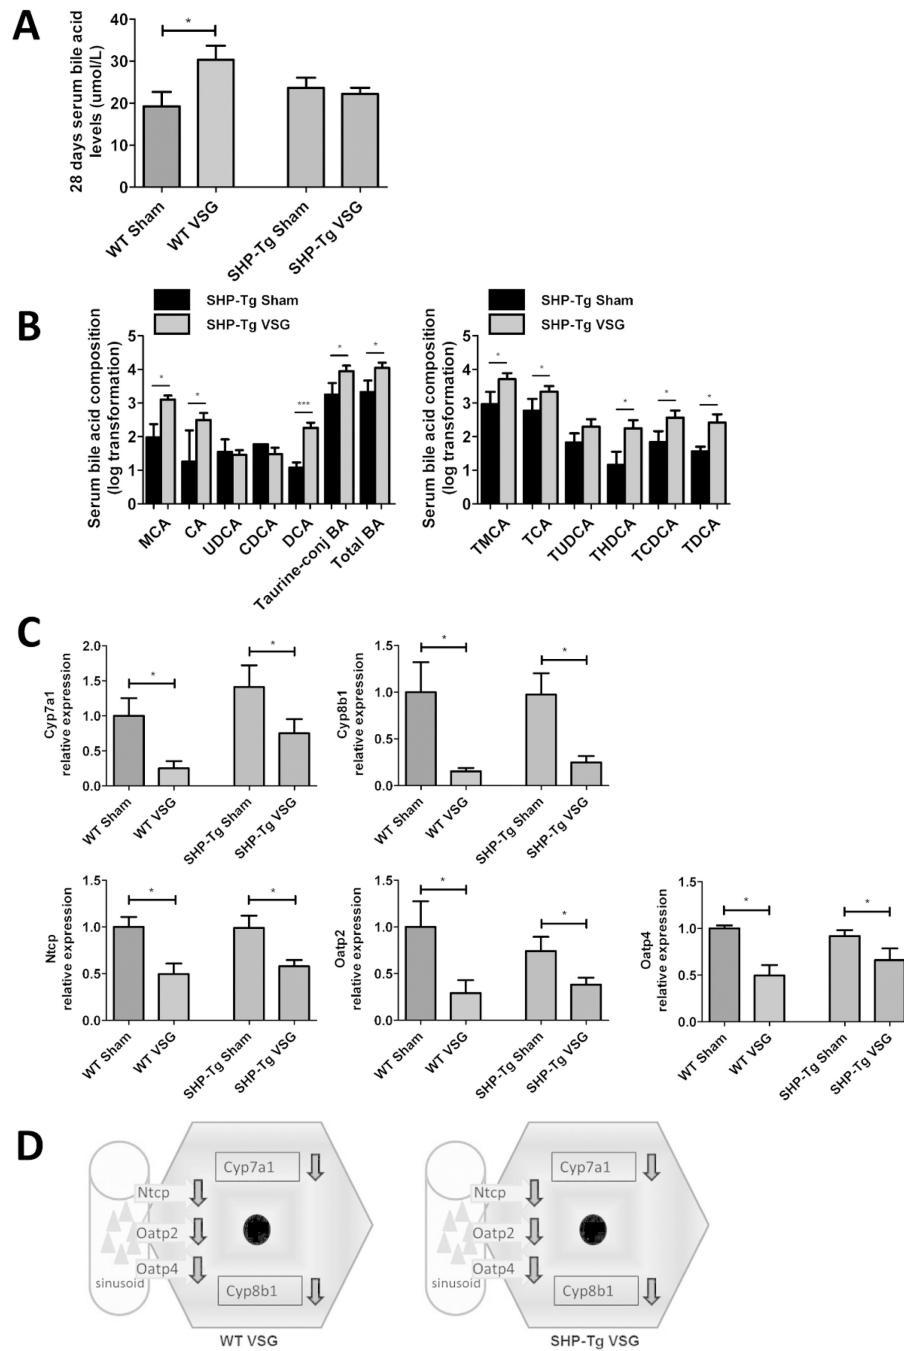 A
28 days serum bile acid
levels (umol/L)
40
30
20
10
0
*
WT Sham
WT VSG
SHP-Tg Sham
SHP-Tg VSG
B
SHP-Tg Sham
SHP-Tg VSG
Serum bile acid composition
(log transformation)
5
4
3
2
1
0
*
*
***
*
*
MCA
CA
UDCA
CDCA
DCA
Taurine-conj BA
Total BA
SHP-Tg Sham
SHP-Tg VSG
Serum bile acid composition
(log transformation)
5
4
3
2
1
0
*
*
*
*
*
TMCA
TCA
TUDCA
THDCA
TCDCA
TDCA
C
Cyp7a1
relative expression
2.0
1.5
1.0
0.5
0.0
*
*
WT Sham
WT VSG
SHP-Tg Sham
SHP-Tg VSG
Cyp8b1
relative expression
1.5
1.0
0.5
0.0
*
*
WT Sham
WT VSG
SHP-Tg Sham
SHP-Tg VSG
Ntcp
relative expression
1.5
1.0
0.5
0.0
*
*
WT Sham
WT VSG
SHP-Tg Sham
SHP-Tg VSG
Oatp2
relative expression
1.5
1.0
0.5
0.0
*
*
WT Sham
WT VSG
SHP-Tg Sham
SHP-Tg VSG
Oatp4
relative expression
1.5
1.0
0.5
0.0
*
*
WT Sham
WT VSG
SHP-Tg Sham
SHP-Tg VSG
D
Cyp7a1
Ntcp
Oatp2
Oatp4
sinusoid
Cyp8b1
WT VSG
Cyp7a1
Ntcp
Oatp2
Oatp4
sinusoid
Cyp8b1
SHP-Tg VSG